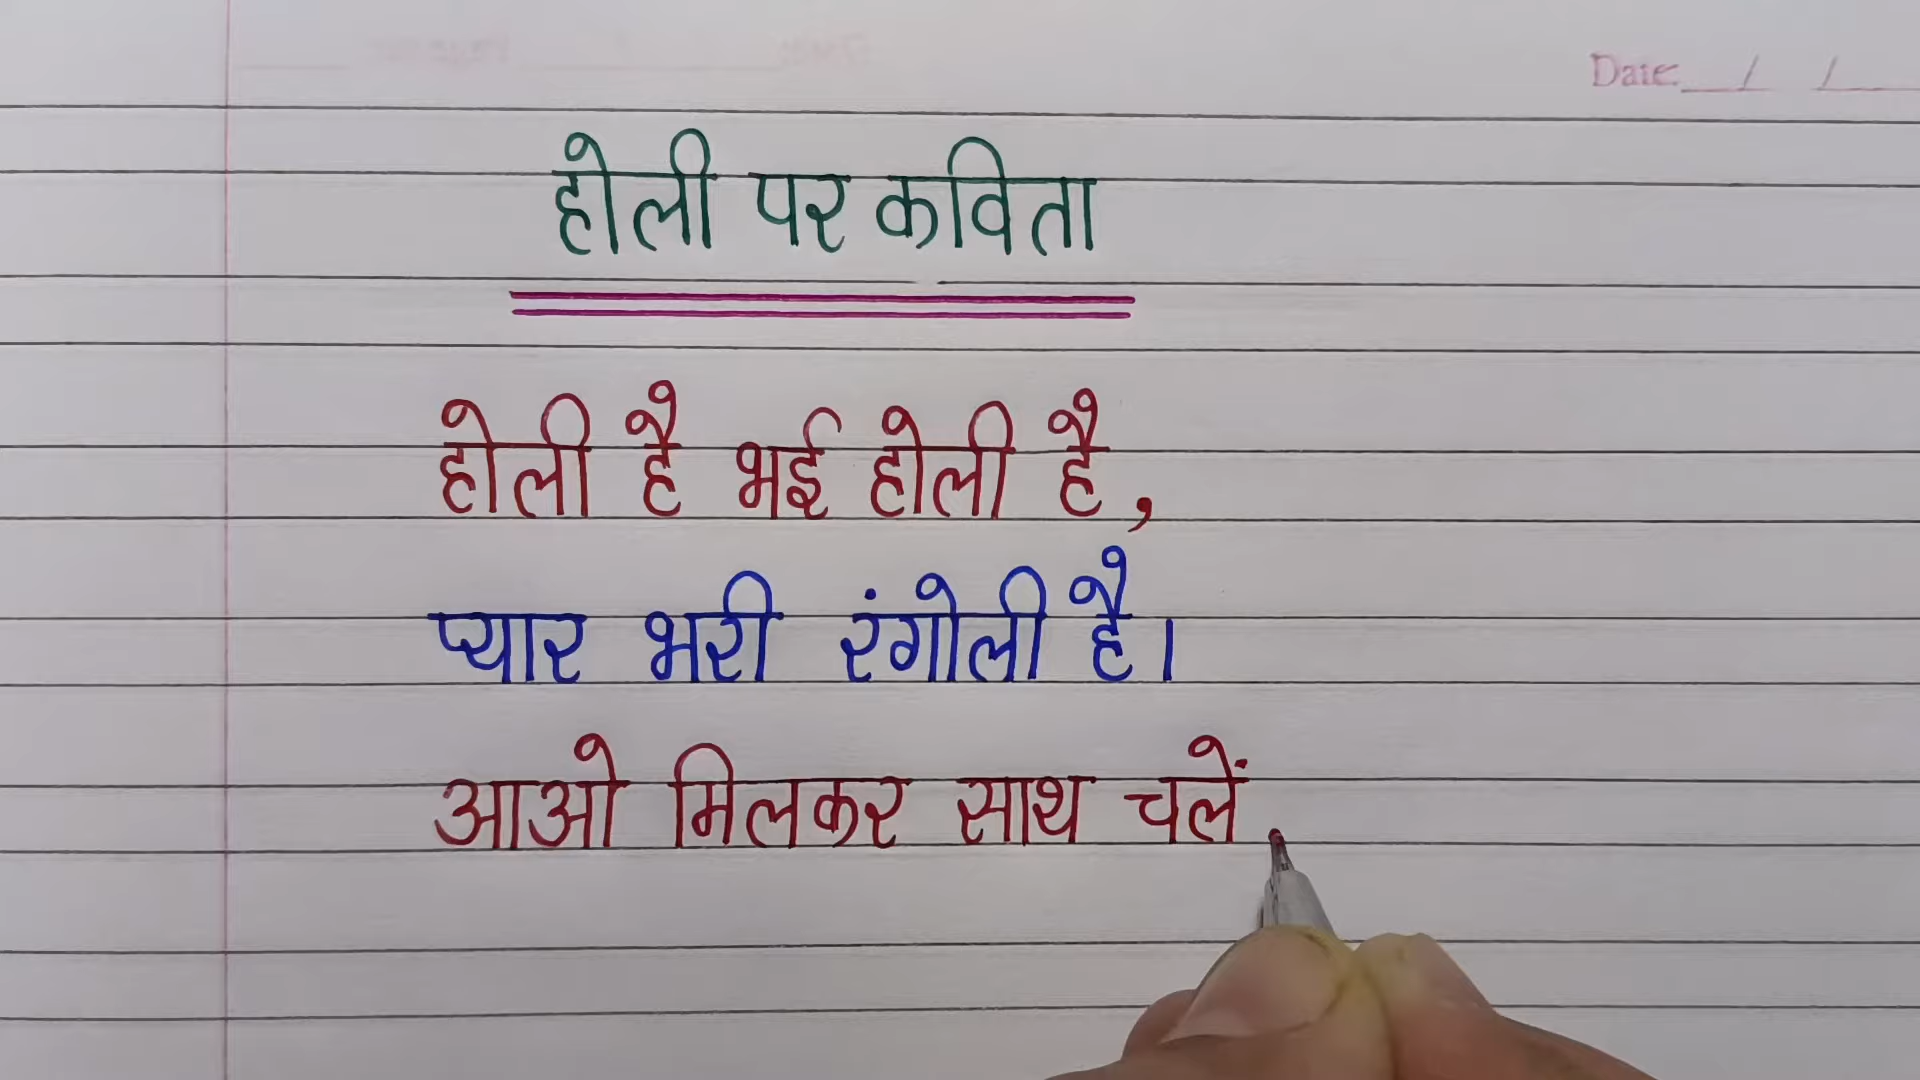 Date: / /
होली पर कविता
होली है भई होली है,
प्यार भरी रंगोली है।
आओ मिलकर साथ चलें,